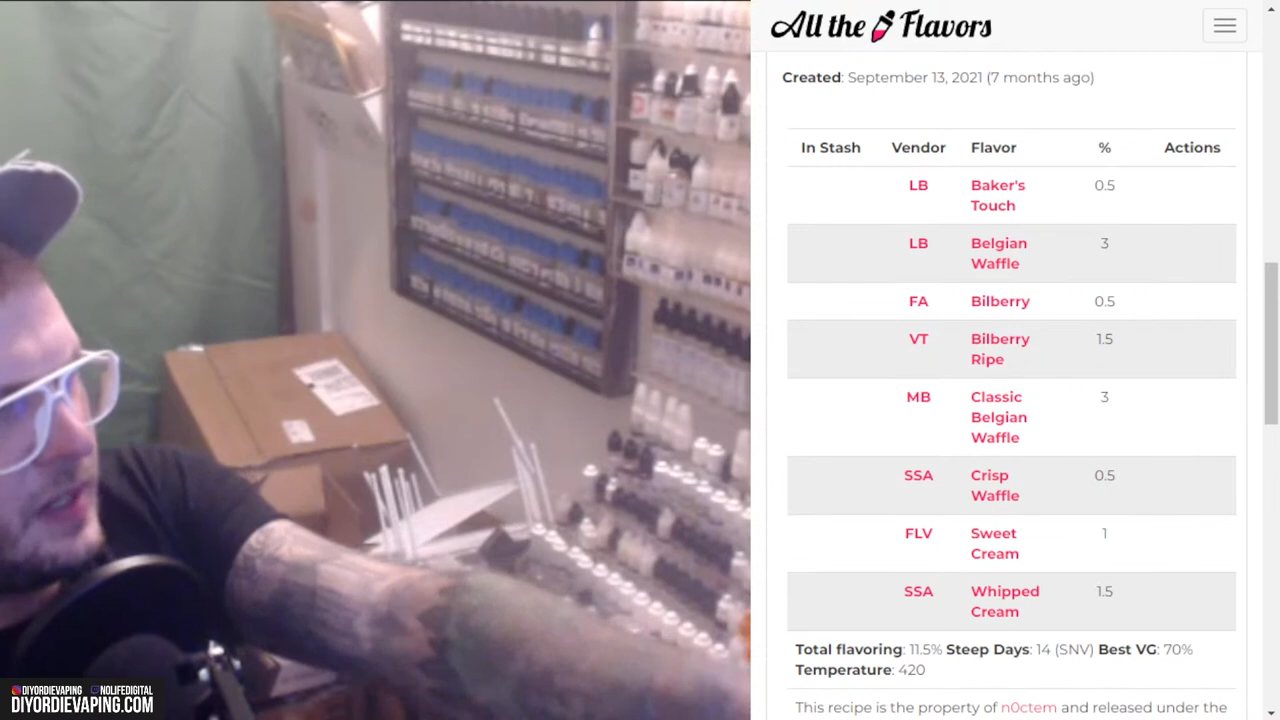 All the Flavors
Created: September 13, 2021 (7 months ago)
In Stash Vendor Flavor % Actions
LB Baker's Touch 0.5
LB Belgian Waffle 3
FA Bilberry 0.5
VT Bilberry Ripe 1.5
MB Classic Belgian Waffle 3
SSA Crisp Waffle 0.5
FLV Sweet Cream 1
SSA Whipped Cream 1.5
Total flavoring: 11.5% Steep Days: 14 (SNV) Best VG: 70%
Temperature: 420
This recipe is the property of n0ctem and released under the
DIYORDIEVAPING NOLIFEDIGITAL
DIYORDIEVAPING.COM